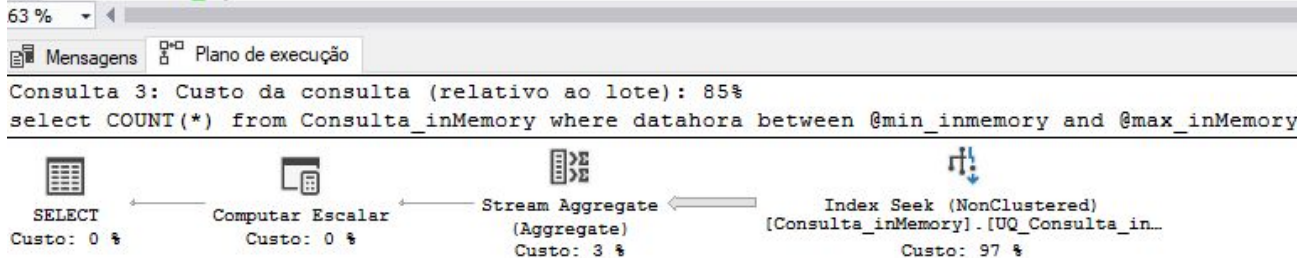 63 %
Mensagens Plano de execução
Consulta 3: Custo da consulta (relativo ao lote): 85%
select COUNT(*) from Consulta_inMemory where datahora between @min_inmemory and @max_inMemory
SELECT
Custo: 0 %
Computar Escalar
Custo: 0 %
Stream Aggregate
(Aggregate)
Custo: 3 %
Index Seek (NonClustered)
[Consulta_inMemory].[UQ_Consulta_in…
Custo: 97 %